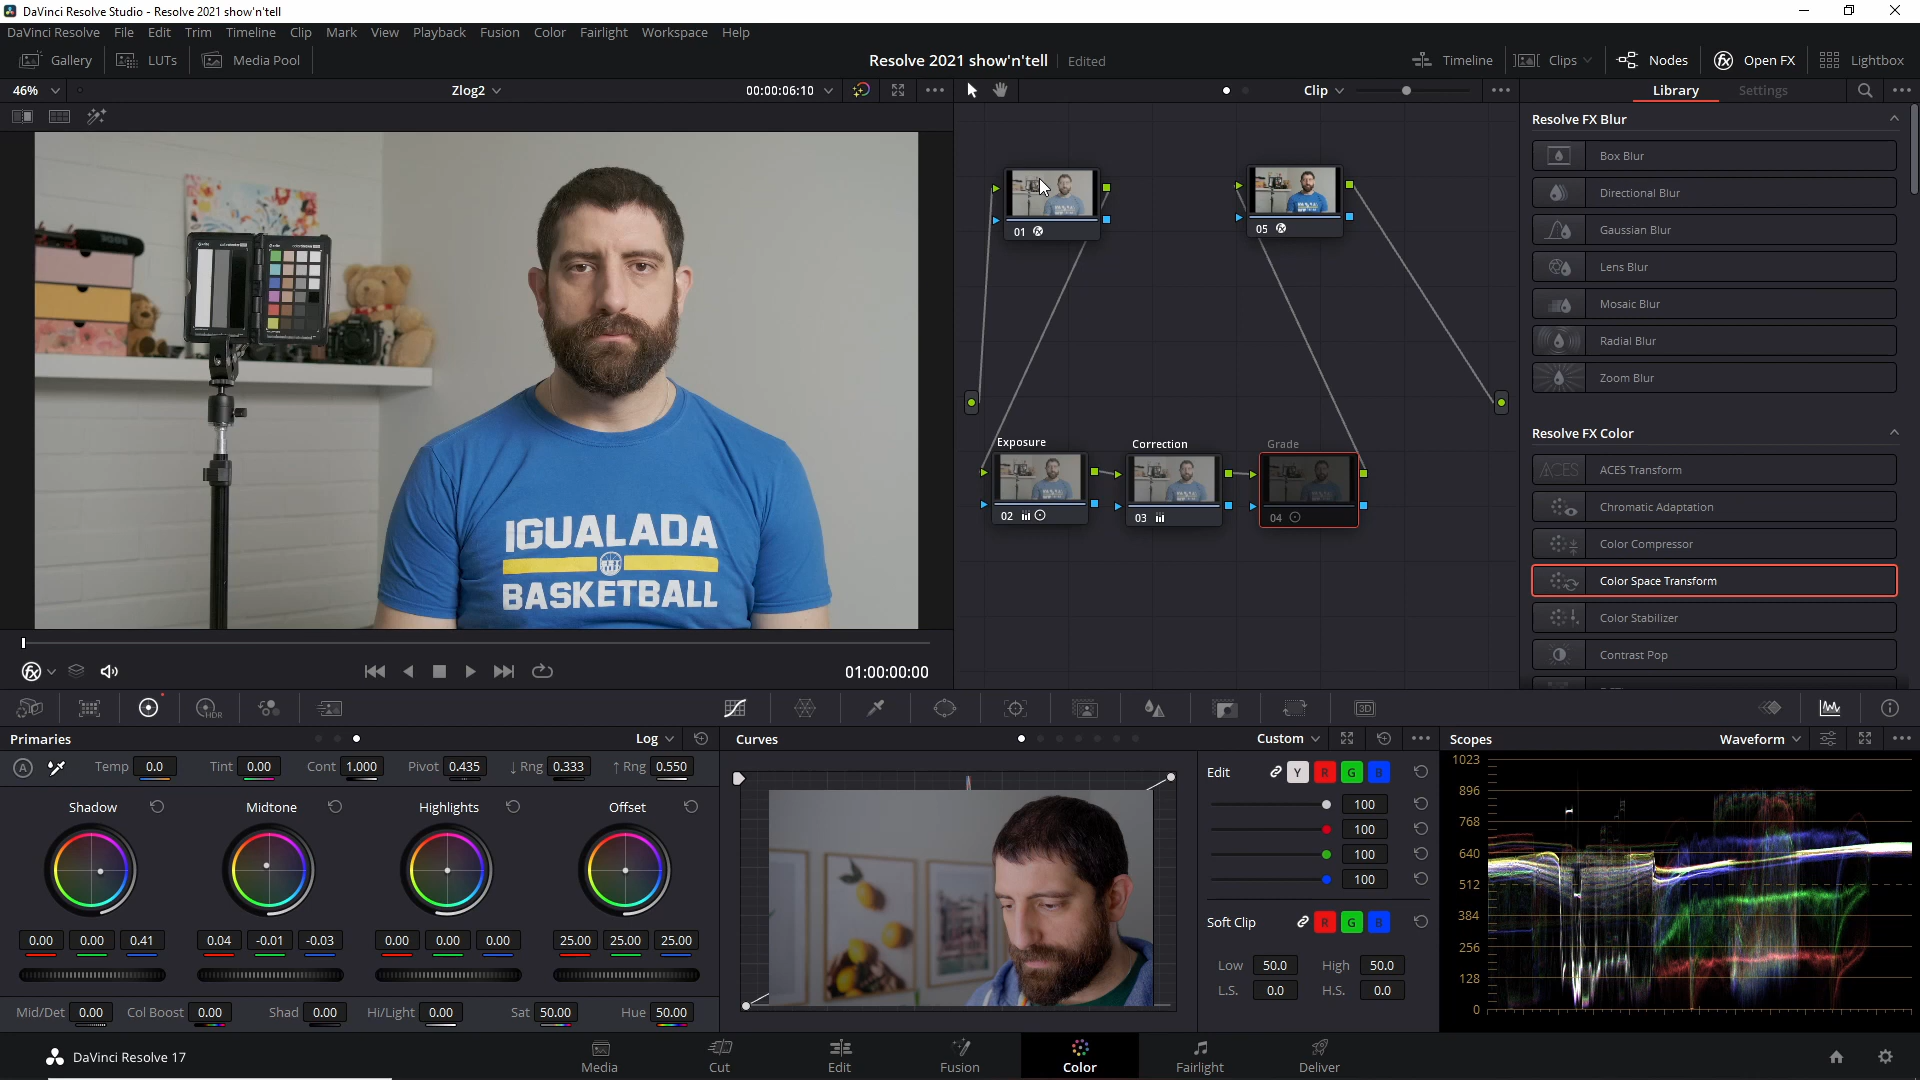 DaVinci Resolve Studio - Resolve 2021 show'n'tell
DaVinci Resolve File Edit Trim Timeline Clip Mark View Playback Fusion Color Fairlight Workspace Help
Gallery LUTs Media Pool Resolve 2021 show'n'tell Edited Timeline Clips Nodes Open FX Lightbox
46% Zlog2 00:00:06:10 Clip Library Settings
Resolve FX Blur
Box Blur
Directional Blur
Gaussian Blur
Lens Blur
Mosaic Blur
Radial Blur
Zoom Blur
Resolve FX Color
ACES Transform
Chromatic Adaptation
Color Compressor
Color Space Transform
Color Stabilizer
Contrast Pop
01
05
Exposure Correction Grade
02 03 04
IGUALADA
BASKETBALL
01:00:00:00
HDR 3D
Primaries Log
A Temp 0.0 Tint 0.00 Cont 1.000 Pivot 0.435 ↓ Rng 0.333 ↑ Rng 0.550
Shadow Midtone Highlights Offset
0.00 0.00 0.41 0.04 -0.01 -0.03 0.00 0.00 0.00 25.00 25.00 25.00
Mid/Det 0.00 Col Boost 0.00 Shad 0.00 Hi/Light 0.00 Sat 50.00 Hue 50.00
Curves Custom
Edit Y R G B
100
100
100
100
Soft Clip R G B
Low 50.0 High 50.0
L.S. 0.0 H.S. 0.0
Scopes Waveform
1023
896
768
640
512
384
256
128
0
DaVinci Resolve 17 Media Cut Edit Fusion Color Fairlight Deliver